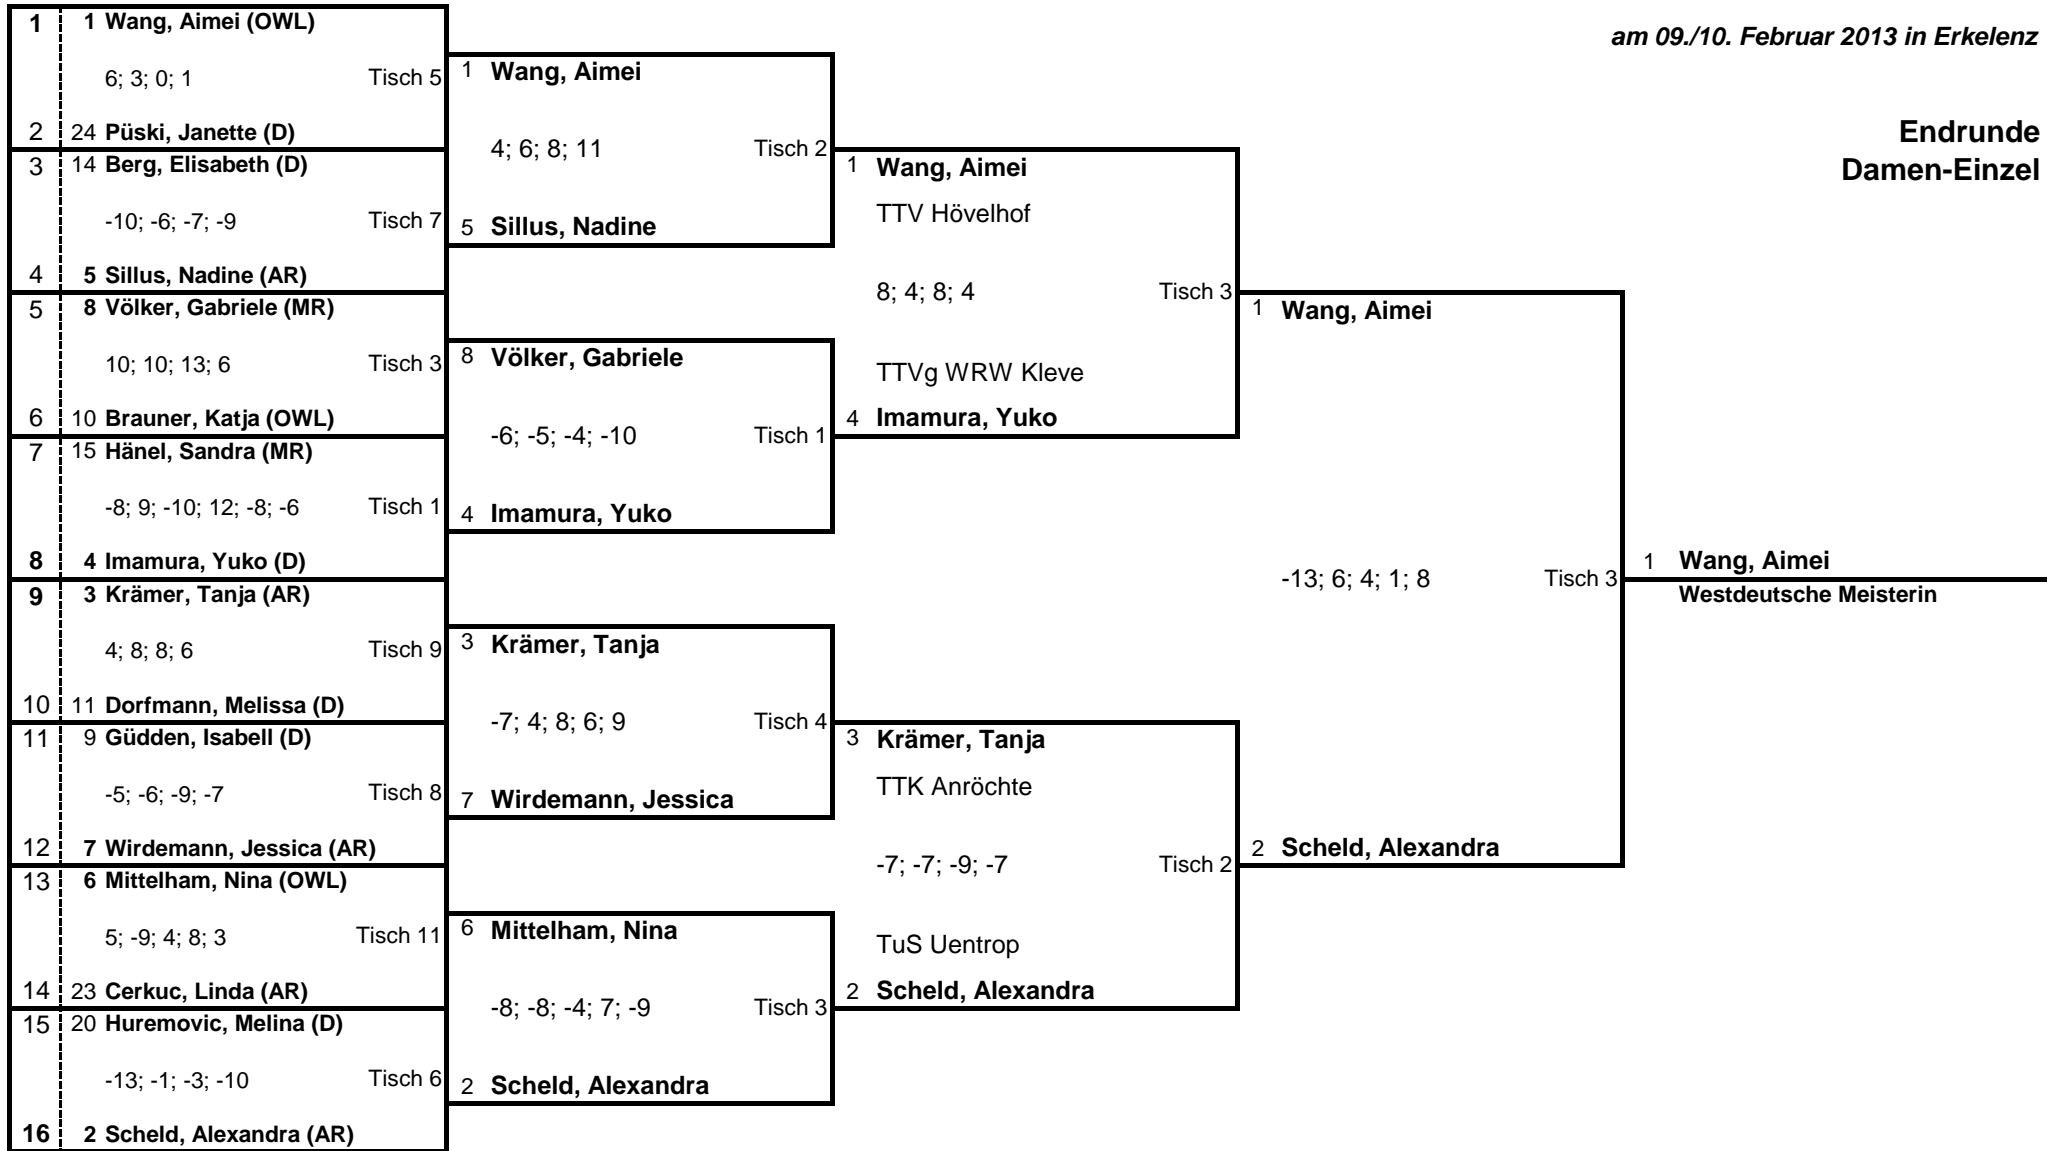 am 09./10. Februar 2013 in Erkelenz
Endrunde
Damen-Einzel
1 1 Wang, Aimei (OWL)
6; 3; 0; 1 Tisch 5
2 24 Püski, Janette (D)
3 14 Berg, Elisabeth (D)
-10; -6; -7; -9 Tisch 7
4 5 Sillus, Nadine (AR)
5 8 Völker, Gabriele (MR)
10; 10; 13; 6 Tisch 3
6 10 Brauner, Katja (OWL)
7 15 Hänel, Sandra (MR)
-8; 9; -10; 12; -8; -6 Tisch 1
8 4 Imamura, Yuko (D)
9 3 Krämer, Tanja (AR)
4; 8; 8; 6 Tisch 9
10 11 Dorfmann, Melissa (D)
11 9 Güdden, Isabell (D)
-5; -6; -9; -7 Tisch 8
12 7 Wirdemann, Jessica (AR)
13 6 Mittelham, Nina (OWL)
5; -9; 4; 8; 3 Tisch 11
14 23 Cerkuc, Linda (AR)
15 20 Huremovic, Melina (D)
-13; -1; -3; -10 Tisch 6
16 2 Scheld, Alexandra (AR)
1 Wang, Aimei
4; 6; 8; 11 Tisch 2
5 Sillus, Nadine
8 Völker, Gabriele
-6; -5; -4; -10 Tisch 1
4 Imamura, Yuko
3 Krämer, Tanja
-7; 4; 8; 6; 9 Tisch 4
7 Wirdemann, Jessica
6 Mittelham, Nina
-8; -8; -4; 7; -9 Tisch 3
2 Scheld, Alexandra
1 Wang, Aimei
TTV Hövelhof
8; 4; 8; 4 Tisch 3
TTVg WRW Kleve
4 Imamura, Yuko
3 Krämer, Tanja
TTK Anröchte
-7; -7; -9; -7 Tisch 2
TuS Uentrop
2 Scheld, Alexandra
1 Wang, Aimei
-13; 6; 4; 1; 8 Tisch 3
2 Scheld, Alexandra
1 Wang, Aimei
Westdeutsche Meisterin